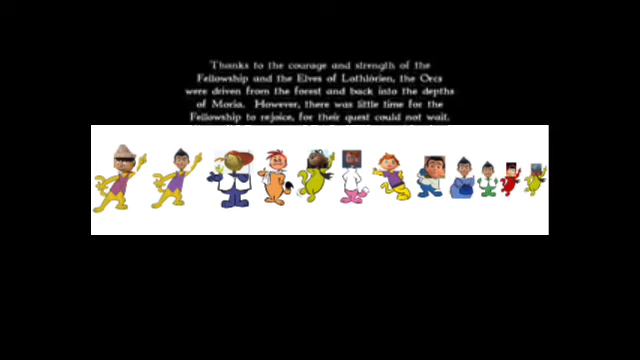 Thanks to the courage and strength of the
Fellowship and the Elves of Lothlórien, the Orcs
were driven from the forest and back into the depths
of Moria. However, there was little time for the
Fellowship to rejoice, for their quest could not wait.